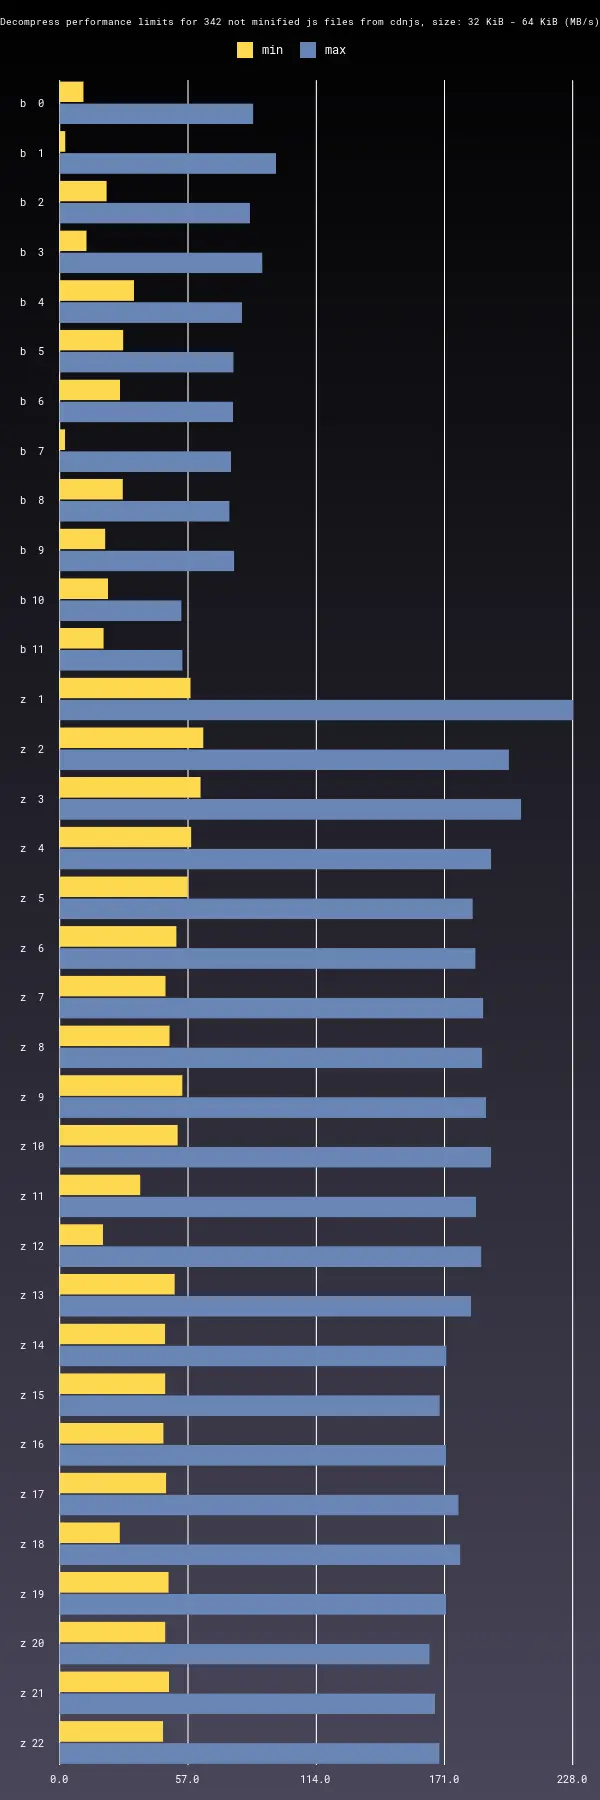 Decompress performance limits for 342 not minified js files from cdnjs, size: 32 KiB - 64 KiB (MB/s)
min max
b 0
b 1
b 2
b 3
b 4
b 5
b 6
b 7
b 8
b 9
b 10
b 11
z 1
z 2
z 3
z 4
z 5
z 6
z 7
z 8
z 9
z 10
z 11
z 12
z 13
z 14
z 15
z 16
z 17
z 18
z 19
z 20
z 21
z 22
0.0 57.0 114.0 171.0 228.0